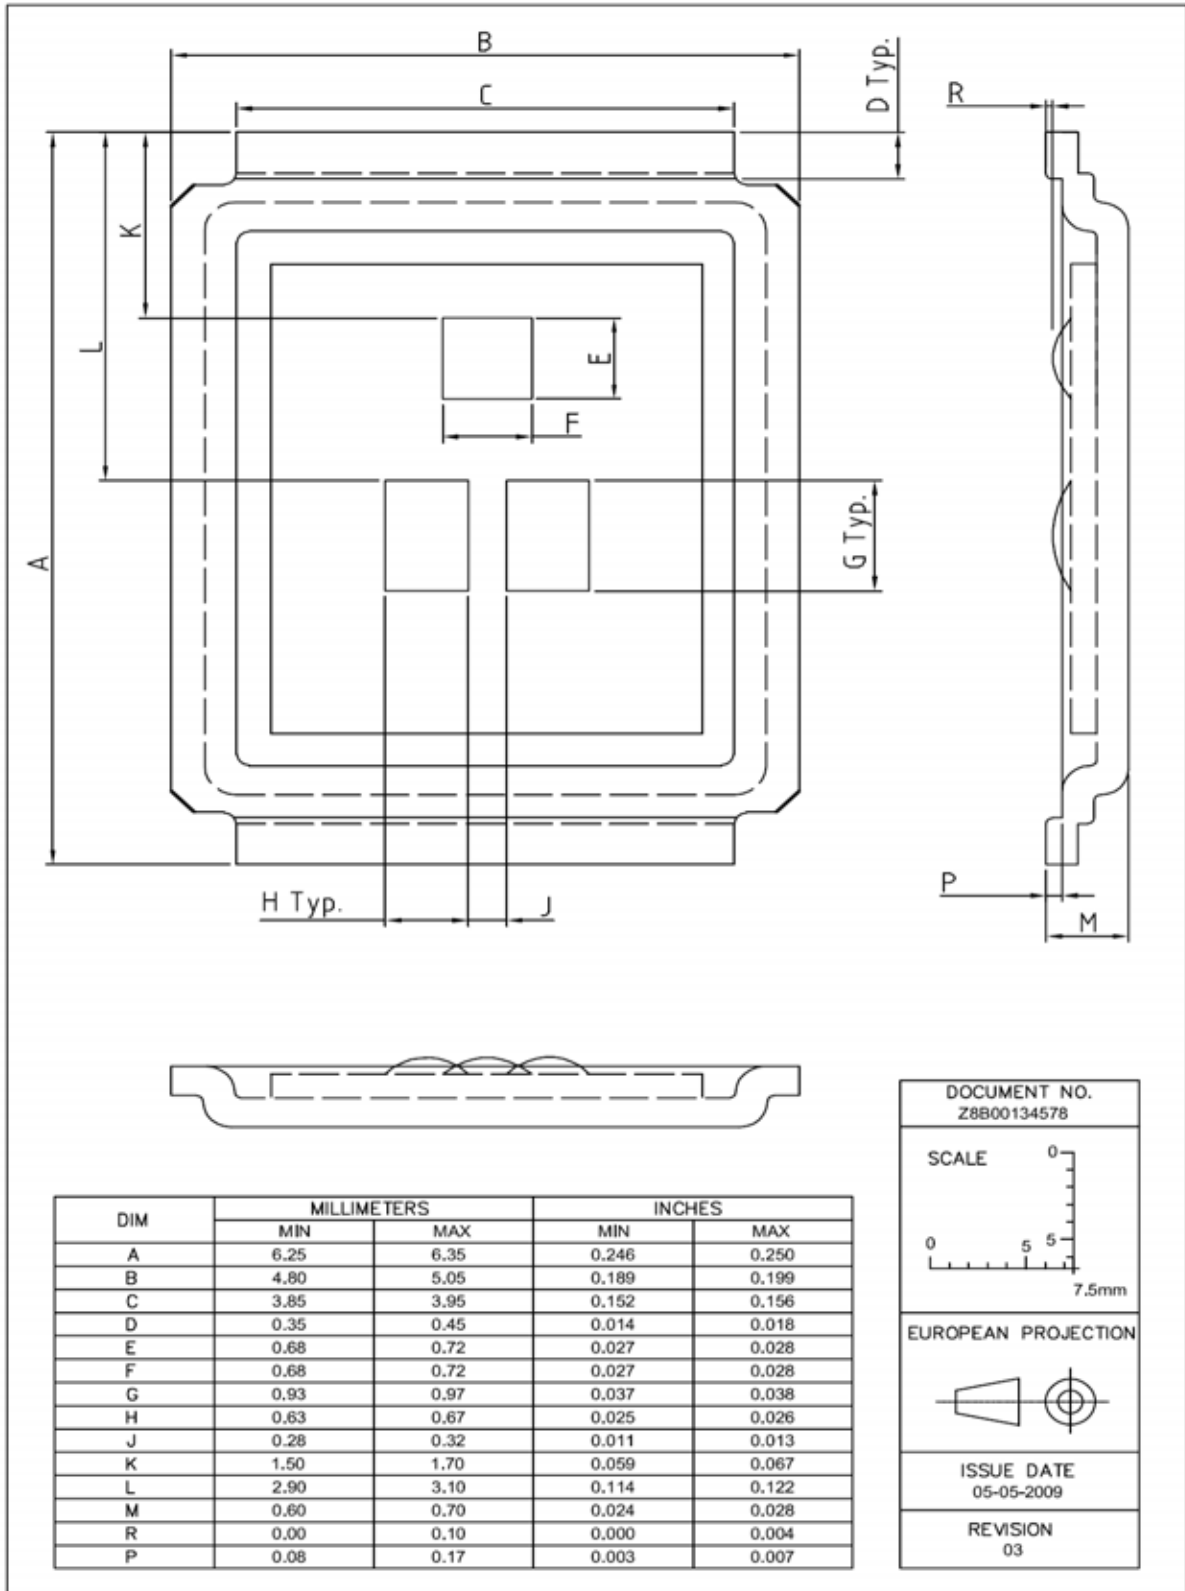 B
C
D Typ.
R
K
L
E
F
A
G Typ.
H Typ.
J
P
M
DOCUMENT NO.
Z8B00134578
SCALE
0
5
0
5
7.5mm
EUROPEAN PROJECTION
ISSUE DATE
05-05-2009
REVISION
03
DIM MILLIMETERS INCHES
MIN MAX MIN MAX
A 6.25 6.35 0.246 0.250
B 4.80 5.05 0.189 0.199
C 3.85 3.95 0.152 0.156
D 0.35 0.45 0.014 0.018
E 0.68 0.72 0.027 0.028
F 0.68 0.72 0.027 0.028
G 0.93 0.97 0.037 0.038
H 0.63 0.67 0.025 0.026
J 0.28 0.32 0.011 0.013
K 1.50 1.70 0.059 0.067
L 2.90 3.10 0.114 0.122
M 0.60 0.70 0.024 0.028
R 0.00 0.10 0.000 0.004
P 0.08 0.17 0.003 0.007